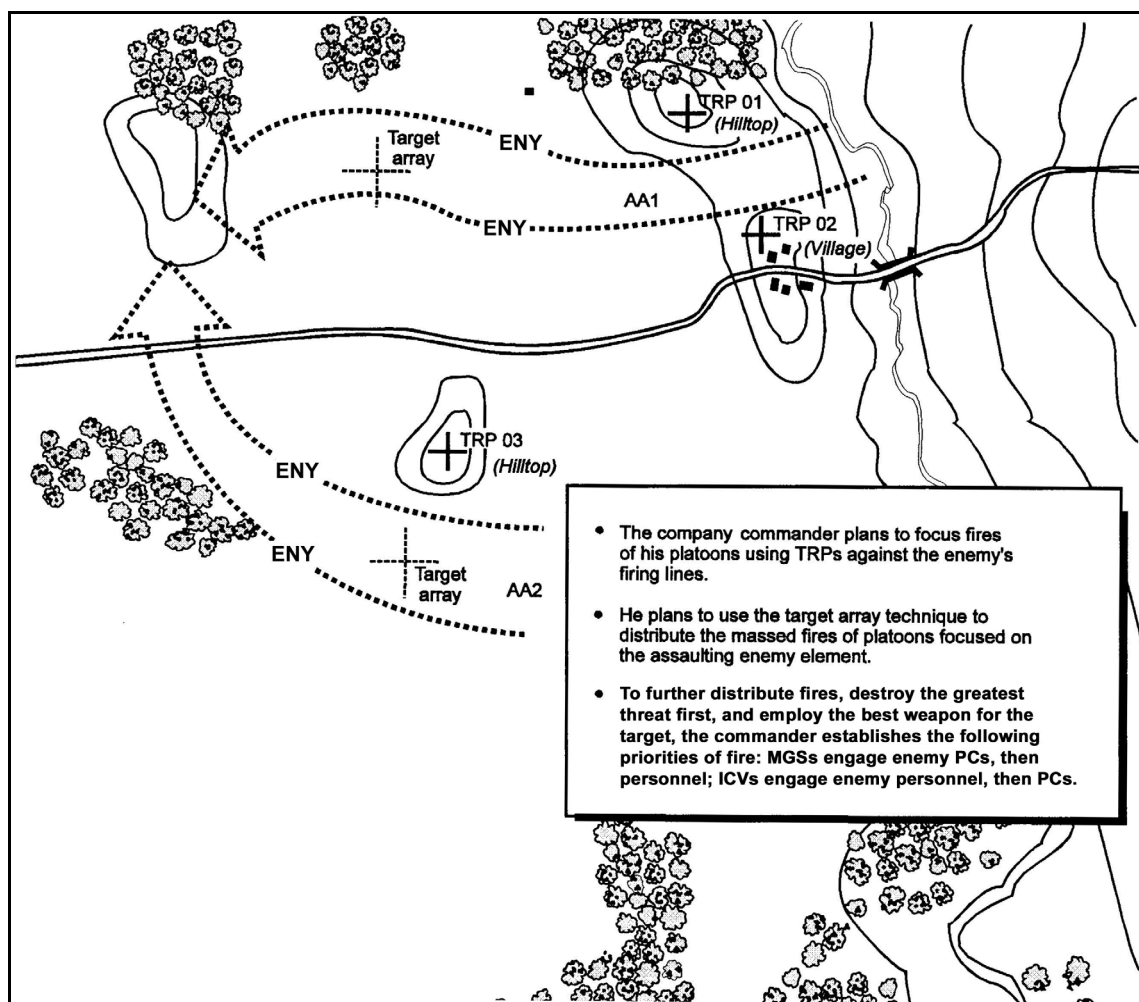 TRP 01
(Hilltop)
ENY
Target
array
AA1
ENY
TRP 02
(Village)
TRP 03
(Hilltop)
ENY
ENY
Target
array
AA2
• The company commander plans to focus fires
of his platoons using TRPs against the enemy's
firing lines.
• He plans to use the target array technique to
distribute the massed fires of platoons focused on
the assaulting enemy element.
• To further distribute fires, destroy the greatest
threat first, and employ the best weapon for the
target, the commander establishes the following
priorities of fire: MGSs engage enemy PCs, then
personnel; ICVs engage enemy personnel, then PCs.